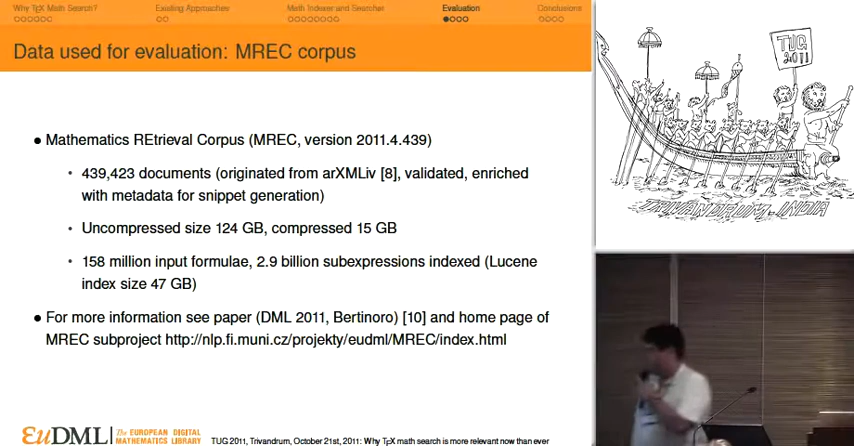 Why TeX Math Search?
Existing Approaches
Math Indexer and Searcher
Evaluation
Conclusions
Data used for evaluation: MREC corpus
• Mathematics REtrieval Corpus (MREC, version 2011.4.439)
• 439,423 documents (originated from arXMLiv [8], validated, enriched
with metadata for snippet generation)
• Uncompressed size 124 GB, compressed 15 GB
• 158 million input formulae, 2.9 billion subexpressions indexed (Lucene
index size 47 GB)
• For more information see paper (DML 2011, Bertinoro) [10] and home page of
MREC subproject http://nlp.fi.muni.cz/projekty/eudml/MREC/index.html
EuDML The EUROPEAN DIGITAL
MATHEMATICS LIBRARY
TUG 2011, Trivandrum, October 21st, 2011: Why TeX math search is more relevant now than ever
TUG
2011
TRIVANDRUM, INDIA